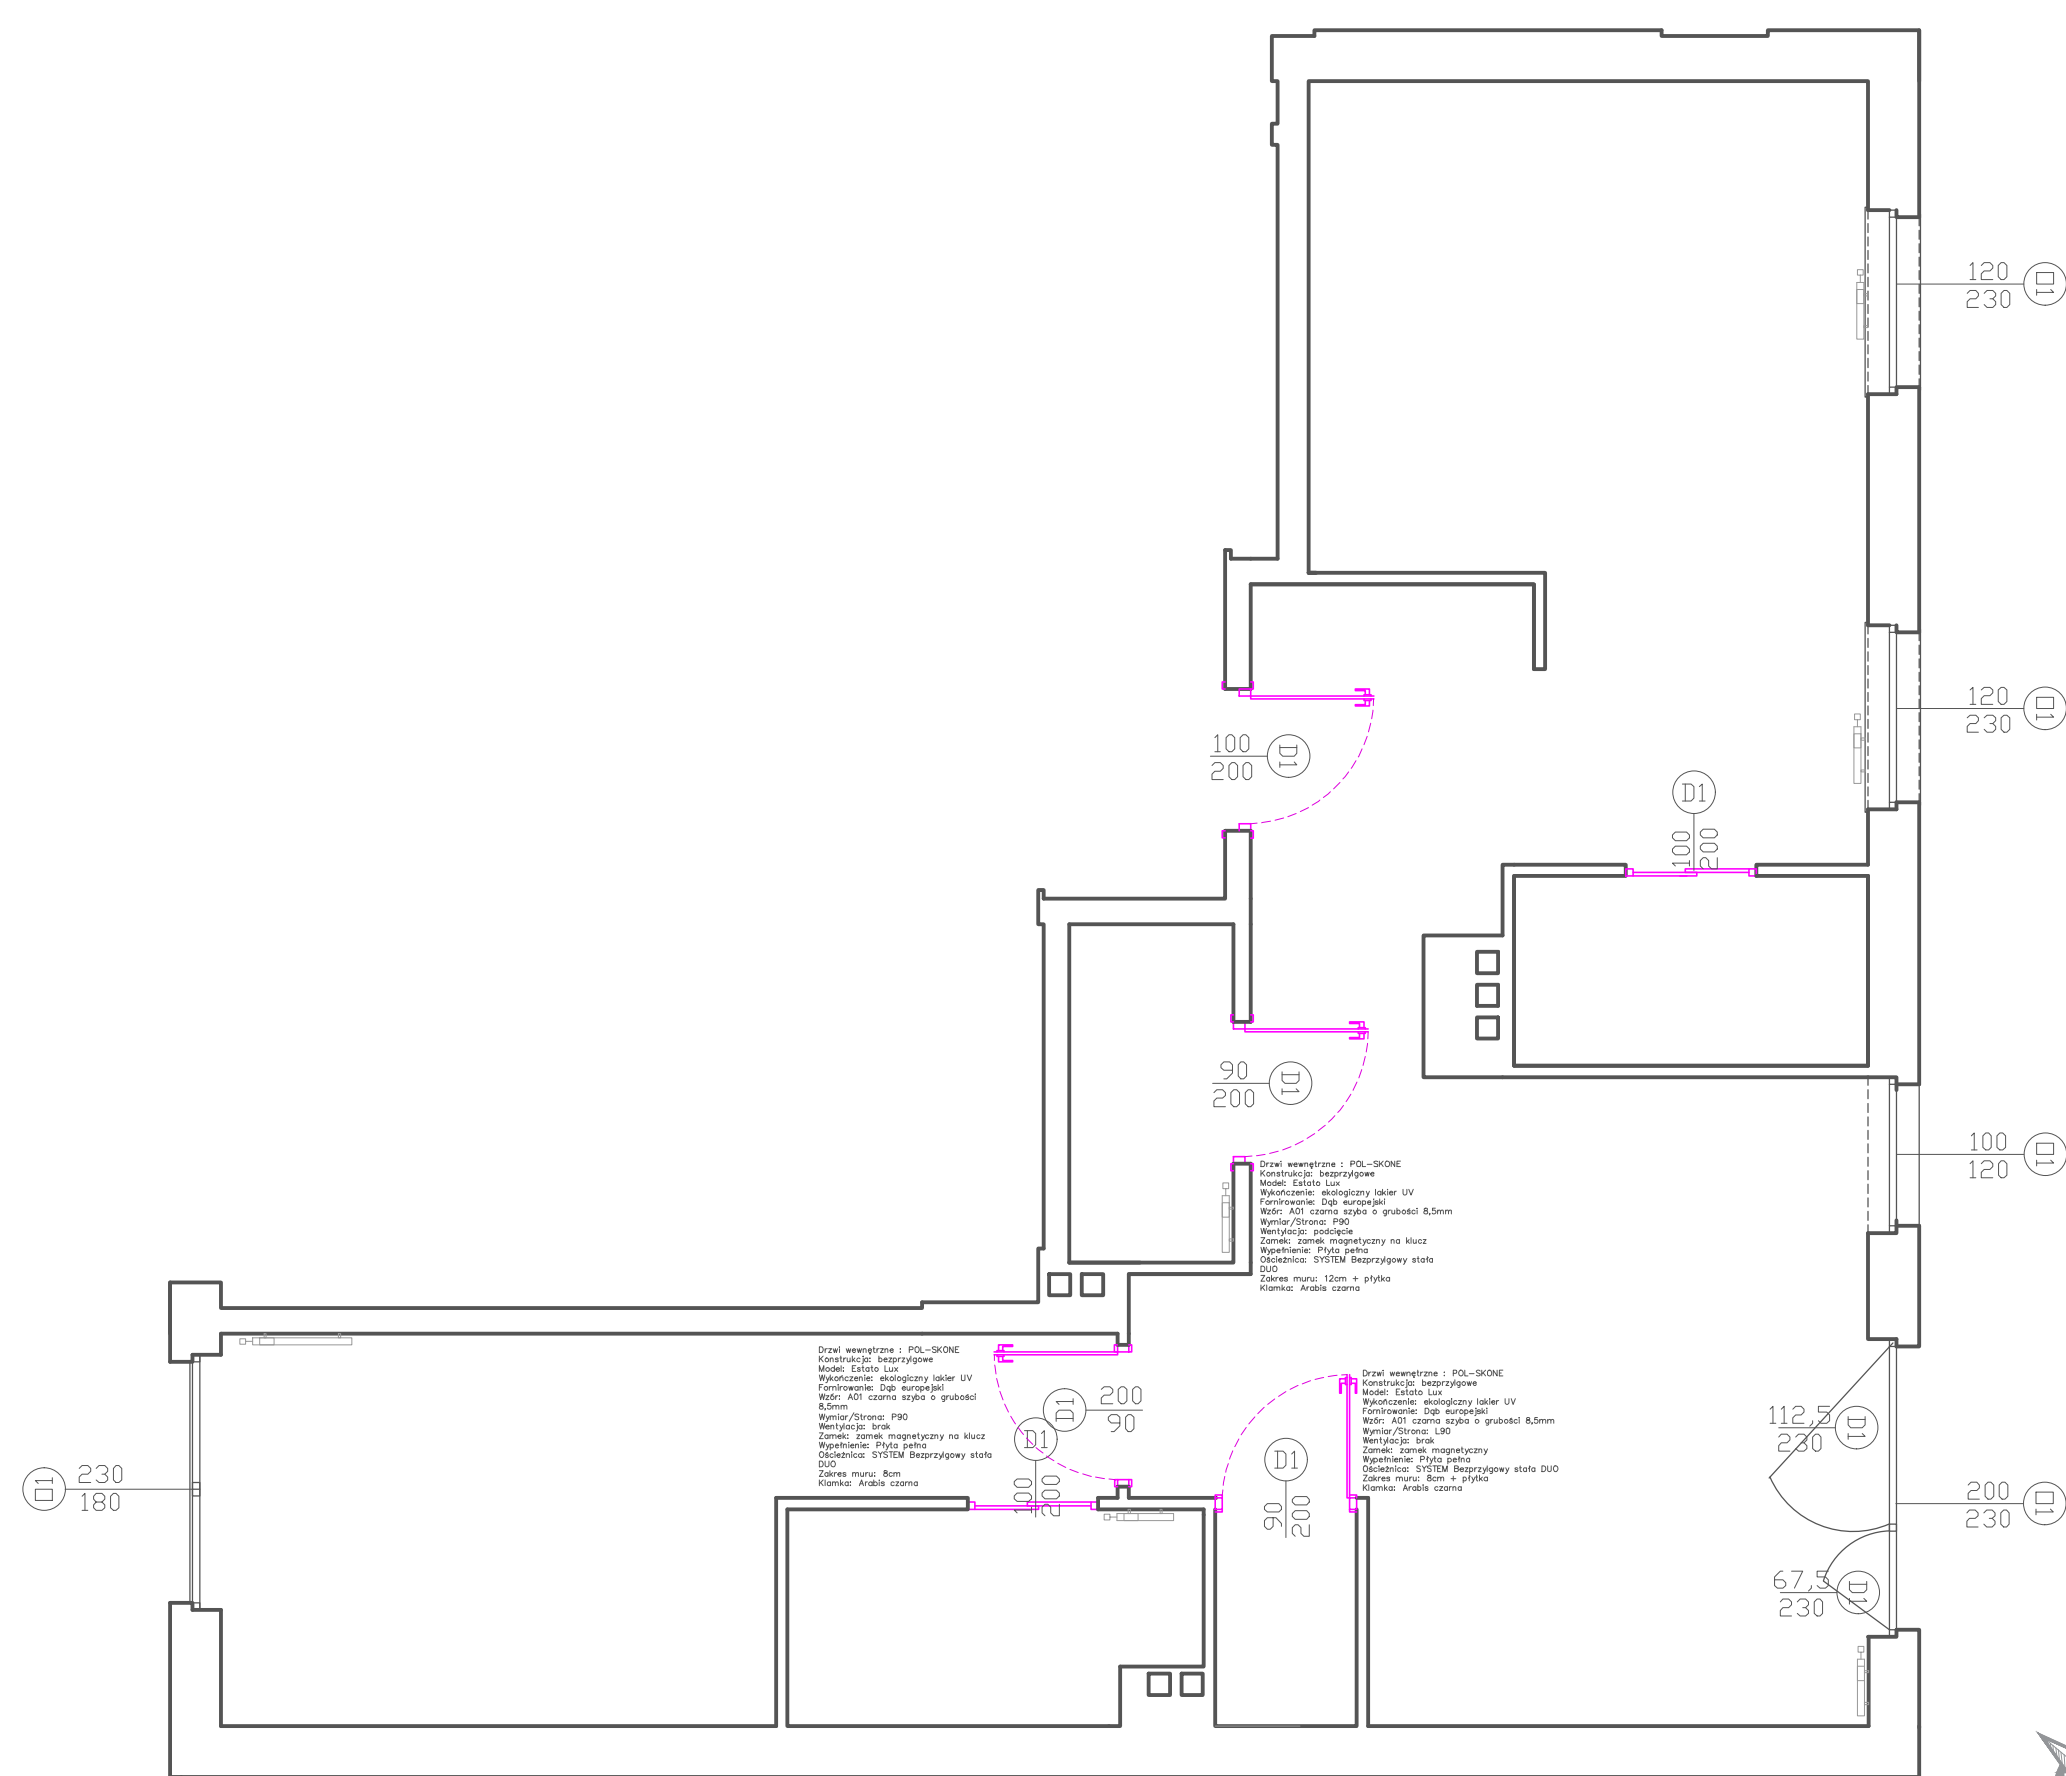 120
230
O1
120
230
O1
100
200
D1
D1
100
200
90
200
D1
100
120
O1
Drzwi wewnętrzne : POL-SKONE
Konstrukcja: bezprzylgowe
Model: Estato Lux
Wykończenie: ekologiczny lakier UV
Fornirowanie: Dąb europejski
Wzór: A01 czarna szyba o grubości 8,5mm
Wymiar/Strona: P90
Wentylacja: podcięcie
Zamek: zamek magnetyczny na klucz
Wypełnienie: Płyta pełna
Ościeżnica: SYSTEM Bezprzylgowy stała
DUO
Zakres muru: 12cm + płytka
Klamka: Arabis czarna
Drzwi wewnętrzne : POL-SKONE
Konstrukcja: bezprzylgowe
Model: Estato Lux
Wykończenie: ekologiczny lakier UV
Fornirowanie: Dąb europejski
Wzór: A01 czarna szyba o grubości
8,5mm
Wymiar/Strona: P90
Wentylacja: brak
Zamek: zamek magnetyczny na klucz
Wypełnienie: Płyta pełna
Ościeżnica: SYSTEM Bezprzylgowy stała
DUO
Zakres muru: 8cm
Klamka: Arabis czarna
D1
200
90
D1
100
200
Drzwi wewnętrzne : POL-SKONE
Konstrukcja: bezprzylgowe
Model: Estato Lux
Wykończenie: ekologiczny lakier UV
Fornirowanie: Dąb europejski
Wzór: A01 czarna szyba o grubości 8,5mm
Wymiar/Strona: L90
Wentylacja: brak
Zamek: zamek magnetyczny
Wypełnienie: Płyta pełna
Ościeżnica: SYSTEM Bezprzylgowy stała DUO
Zakres muru: 8cm + płytka
Klamka: Arabis czarna
D1
90
200
112,5
230
D1
O1
230
180
200
230
O1
67,5
230
D1